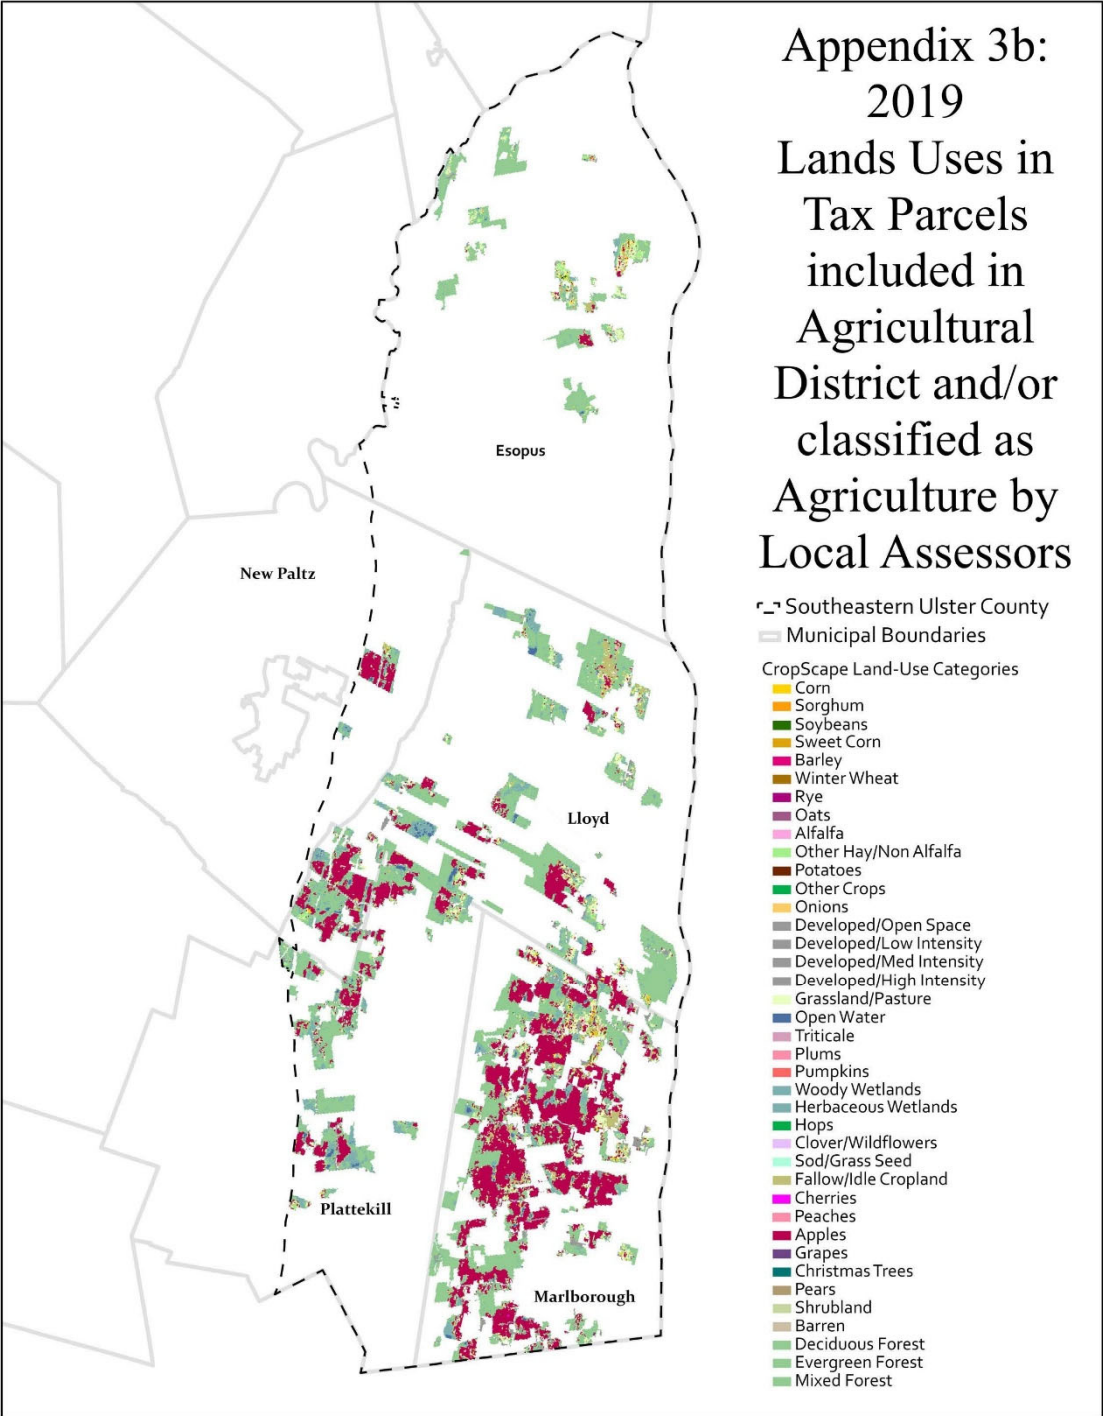 Appendix 3b:
2019
Lands Uses in
Tax Parcels
included in
Agricultural
District and/or
classified as
Agriculture by
Local Assessors
Southeastern Ulster County
Municipal Boundaries
CropScape Land-Use Categories
Corn
Sorghum
Soybeans
Sweet Corn
Barley
Winter Wheat
Rye
Oats
Alfalfa
Other Hay/Non Alfalfa
Potatoes
Other Crops
Onions
Developed/Open Space
Developed/Low Intensity
Developed/Med Intensity
Developed/High Intensity
Grassland/Pasture
Open Water
Triticale
Plums
Pumpkins
Woody Wetlands
Herbaceous Wetlands
Hops
Clover/Wildflowers
Sod/Grass Seed
Fallow/Idle Cropland
Cherries
Peaches
Apples
Grapes
Christmas Trees
Pears
Shrubland
Barren
Deciduous Forest
Evergreen Forest
Mixed Forest
Esopus
New Paltz
Lloyd
Plattekill
Marlborough